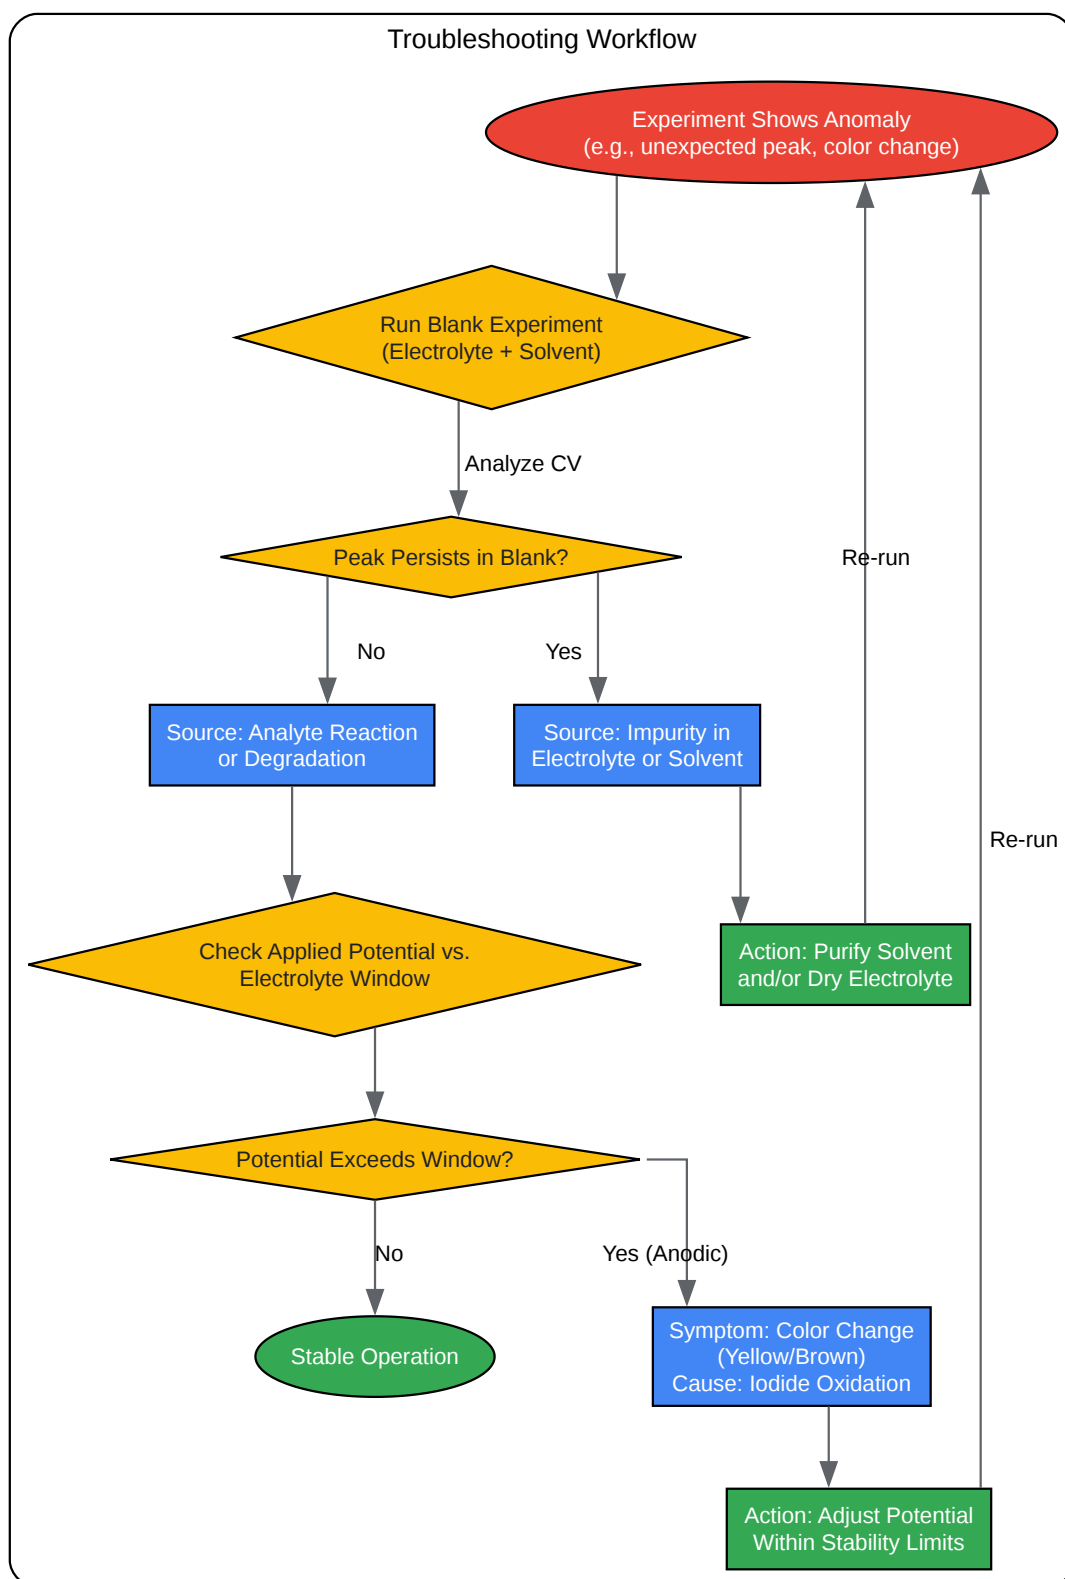 Troubleshooting Workflow
Experiment Shows Anomaly
(e.g., unexpected peak, color change)
Run Blank Experiment
(Electrolyte + Solvent)
Analyze CV
Peak Persists in Blank?
Re-run
No
Yes
Source: Analyte Reaction
or Degradation
Source: Impurity in
Electrolyte or Solvent
Re-run
Check Applied Potential vs.
Electrolyte Window
Action: Purify Solvent
and/or Dry Electrolyte
Potential Exceeds Window?
No
Yes (Anodic)
Stable Operation
Symptom: Color Change
(Yellow/Brown)
Cause: Iodide Oxidation
Action: Adjust Potential
Within Stability Limits